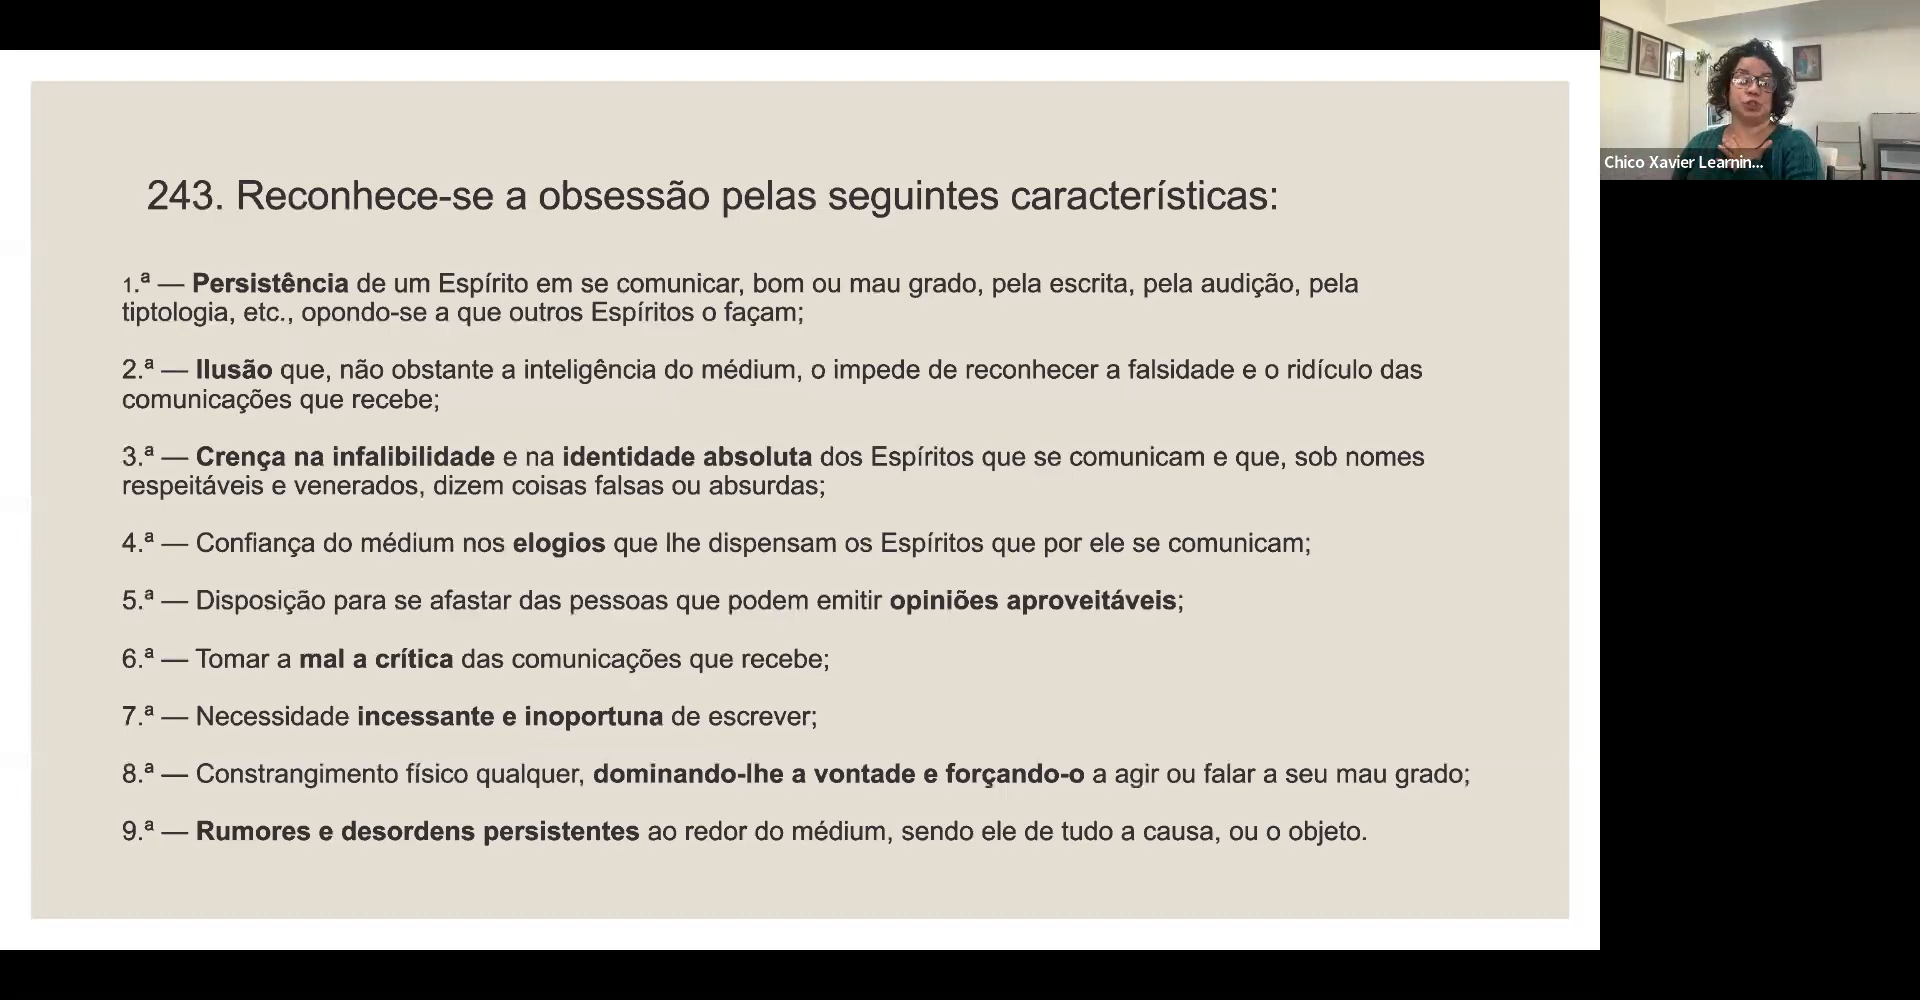 243. Reconhece-se a obsessão pelas seguintes características:
1.ª — Persistência de um Espírito em se comunicar, bom ou mau grado, pela escrita, pela audição, pela
tiptologia, etc., opondo-se a que outros Espíritos o façam;
2.ª — Ilusão que, não obstante a inteligência do médium, o impede de reconhecer a falsidade e o ridículo das
comunicações que recebe;
3.ª — Crença na infalibilidade e na identidade absoluta dos Espíritos que se comunicam e que, sob nomes
respeitáveis e venerados, dizem coisas falsas ou absurdas;
4.ª — Confiança do médium nos elogios que lhe dispensam os Espíritos que por ele se comunicam;
5.ª — Disposição para se afastar das pessoas que podem emitir opiniões aproveitáveis;
6.ª — Tomar a mal a crítica das comunicações que recebe;
7.ª — Necessidade incessante e inoportuna de escrever;
8.ª — Constrangimento físico qualquer, dominando-lhe a vontade e forçando-o a agir ou falar a seu mau grado;
9.ª — Rumores e desordens persistentes ao redor do médium, sendo ele de tudo a causa, ou o objeto.
Chico Xavier Learnin...